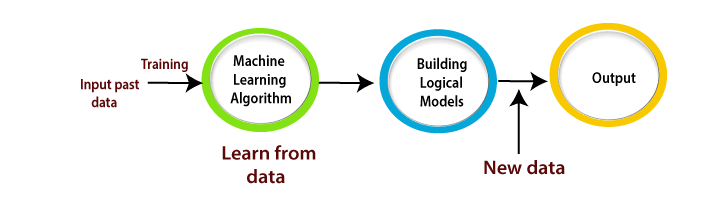 Training
Input past
data
Machine
Learning
Algorithm
Learn from
data
Building
Logical
Models
New data
Output